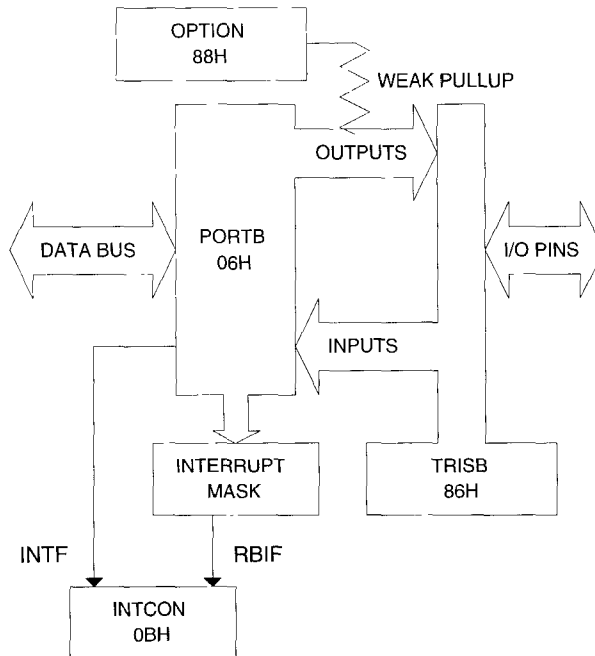 OPTION
88H
WEAK PULLUP
OUTPUTS
PORTB
06H
DATA BUS
I/O PINS
INPUTS
INTERRUPT
MASK
TRISB
86H
INTF
RBIF
INTCON
0BH